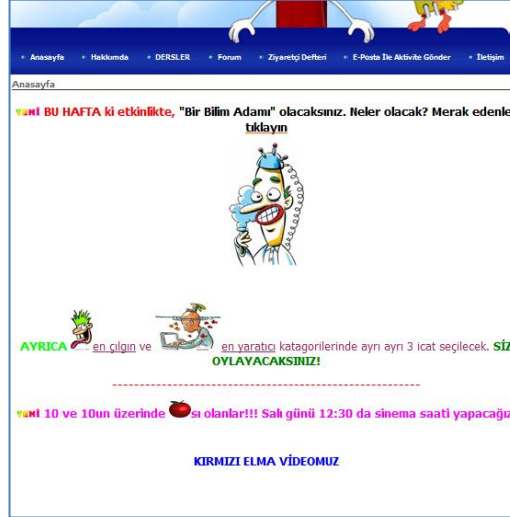 Anasayfa Hakkımda DERSLER Forum Ziyaretçi Defteri E-Posta İle Aktivite Gönder İletişim
Anasayfa
YENİ BU HAFTA ki etkinlikte, "Bir Bilim Adamı" olacaksınız. Neler olacak? Merak edenle
tıklayın
AYRICA en çılgın ve en yaratıcı katagorilerinde ayrı ayrı 3 icat seçilecek. SİZ
OYLAYACAKSINIZ!
YENİ 10 ve 10un üzerinde sı olanlar!!! Salı günü 12:30 da sinema saati yapacağız
KIRMIZI ELMA VİDEOMUZ